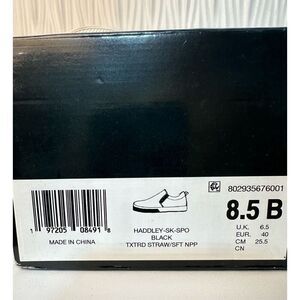 802935676001
8.5 B
U.K. 6.5
EUR. 40
CM 25.5
CN
1 97205 08491 8
MADE IN CHINA
HADDLEY-SK-SPO
BLACK
TXTRD STRAW/SFT NPP